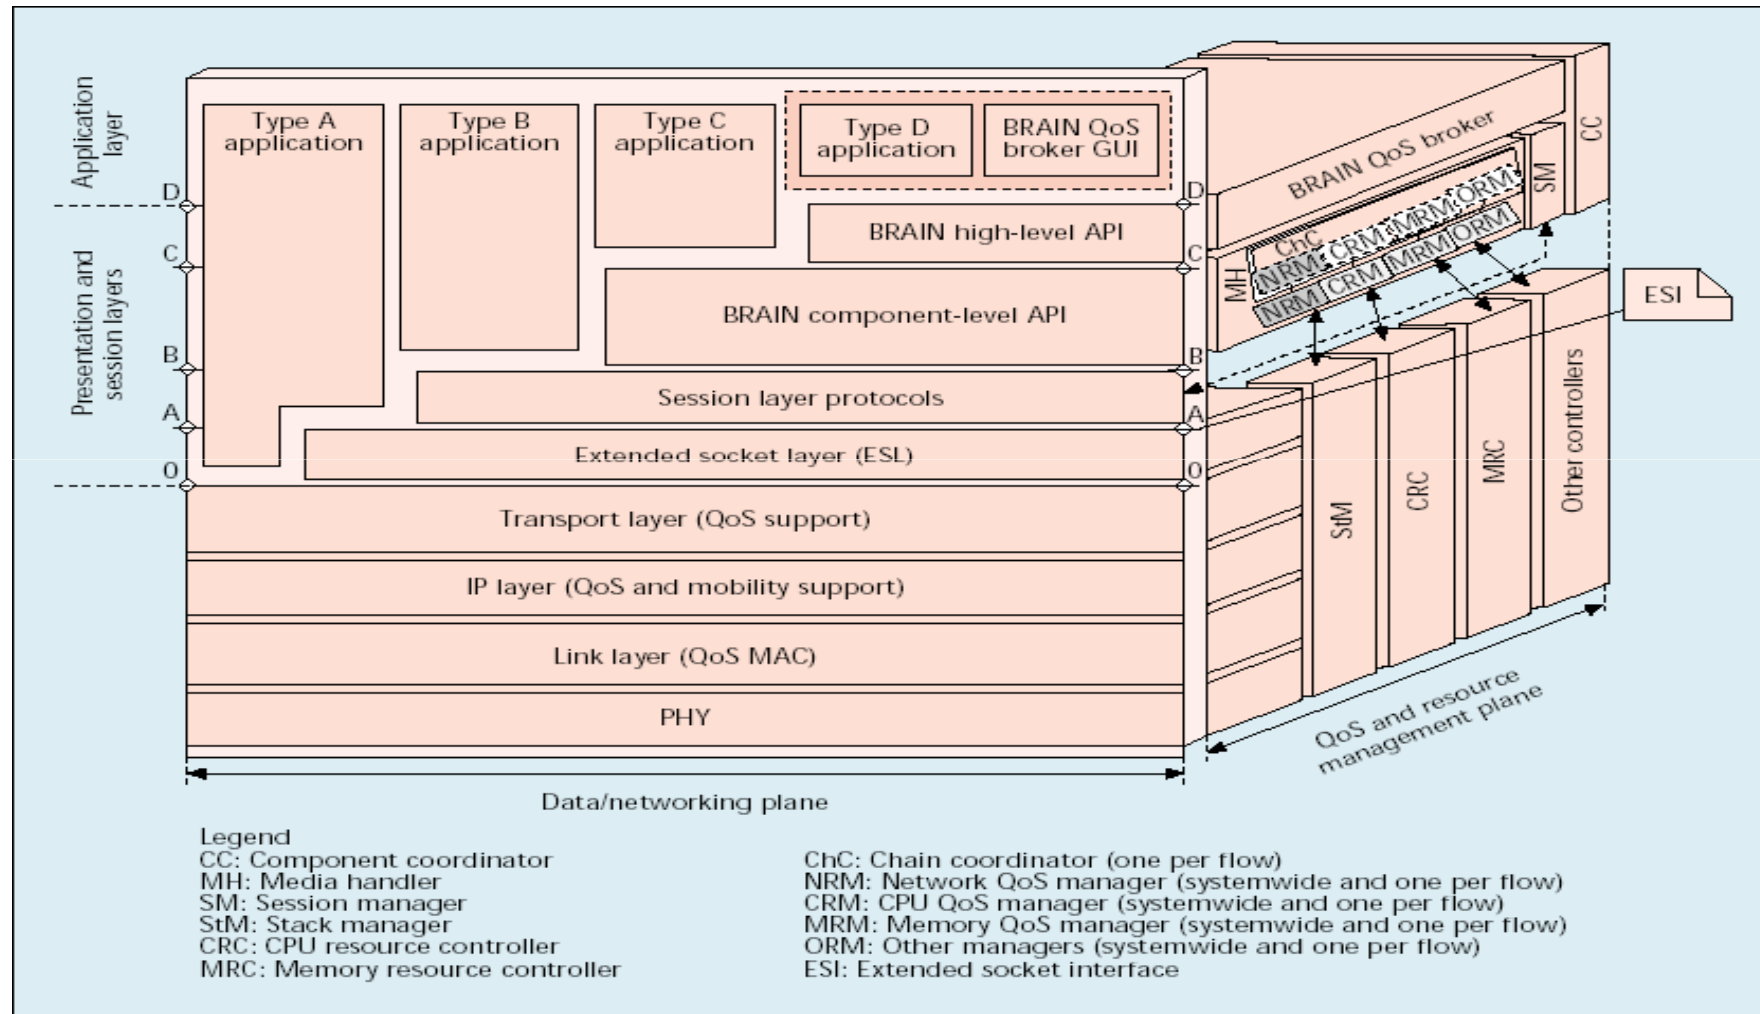 Application
layer
Presentation and
session layers
D
C
B
A
0
Type A
application
Type B
application
Type C
application
Type D
application
BRAIN QoS
broker GUI
BRAIN high-level API
BRAIN component-level API
Session layer protocols
Extended socket layer (ESL)
Transport layer (QoS support)
IP layer (QoS and mobility support)
Link layer (QoS MAC)
PHY
D
C
B
A
0
BRAIN QoS broker
CC
SM
MH
ChC
NRM CRM MRM ORM
NRM CRM MRM ORM
ESI
StM
CRC
MRC
Other controllers
QoS and resource
management plane
Data/networking plane
Legend
CC: Component coordinator
MH: Media handler
SM: Session manager
StM: Stack manager
CRC: CPU resource controller
MRC: Memory resource controller
ChC: Chain coordinator (one per flow)
NRM: Network QoS manager (systemwide and one per flow)
CRM: CPU QoS manager (systemwide and one per flow)
MRM: Memory QoS manager (systemwide and one per flow)
ORM: Other managers (systemwide and one per flow)
ESI: Extended socket interface